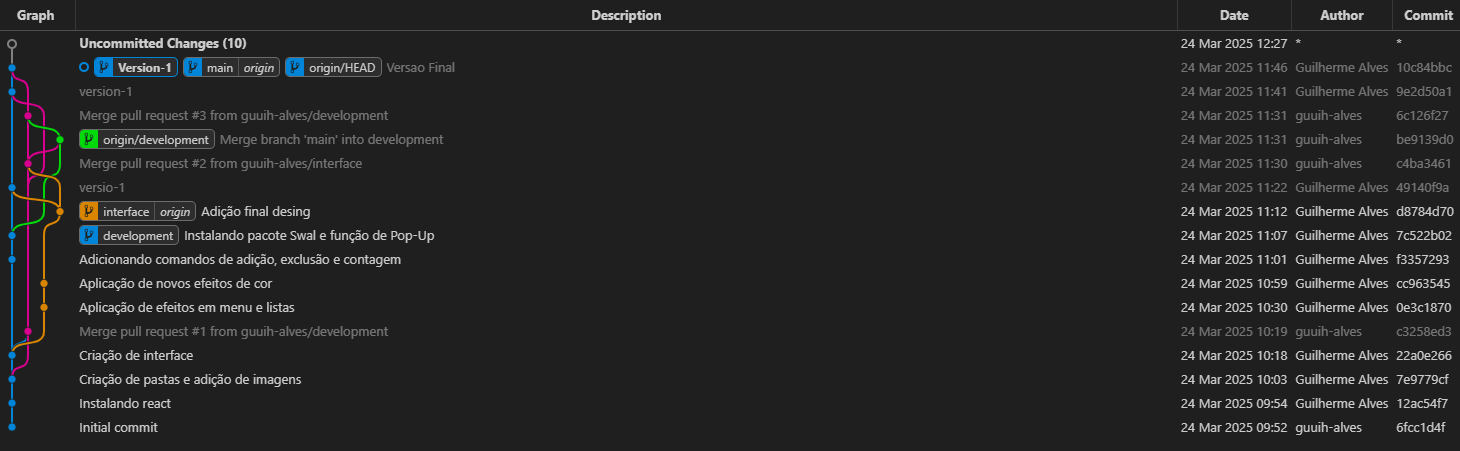 Graph Description Date Author Commit
Uncommitted Changes (10) 24 Mar 2025 12:27 * *
Version-1 main origin origin/HEAD Versao Final 24 Mar 2025 11:46 Guilherme Alves 10c84bbc
version-1 24 Mar 2025 11:41 Guilherme Alves 9e2d50a1
Merge pull request #3 from guuih-alves/development 24 Mar 2025 11:31 guuih-alves 6c126f27
origin/development Merge branch 'main' into development 24 Mar 2025 11:31 guuih-alves be9139d0
Merge pull request #2 from guuih-alves/interface 24 Mar 2025 11:30 guuih-alves c4ba3461
versio-1 24 Mar 2025 11:22 Guilherme Alves 49140f9a
interface origin Adição final desing 24 Mar 2025 11:12 Guilherme Alves d8784d70
development Instalando pacote Swal e função de Pop-Up 24 Mar 2025 11:07 Guilherme Alves 7c522b02
Adicionando comandos de adição, exclusão e contagem 24 Mar 2025 11:01 Guilherme Alves f3357293
Aplicação de novos efeitos de cor 24 Mar 2025 10:59 Guilherme Alves cc963545
Aplicação de efeitos em menu e listas 24 Mar 2025 10:30 Guilherme Alves 0e3c1870
Merge pull request #1 from guuih-alves/development 24 Mar 2025 10:19 guuih-alves c3258ed3
Criação de interface 24 Mar 2025 10:18 Guilherme Alves 22a0e266
Criação de pastas e adição de imagens 24 Mar 2025 10:03 Guilherme Alves 7e9779cf
Instalando react 24 Mar 2025 09:54 Guilherme Alves 12ac54f7
Initial commit 24 Mar 2025 09:52 guuih-alves 6fcc1d4f